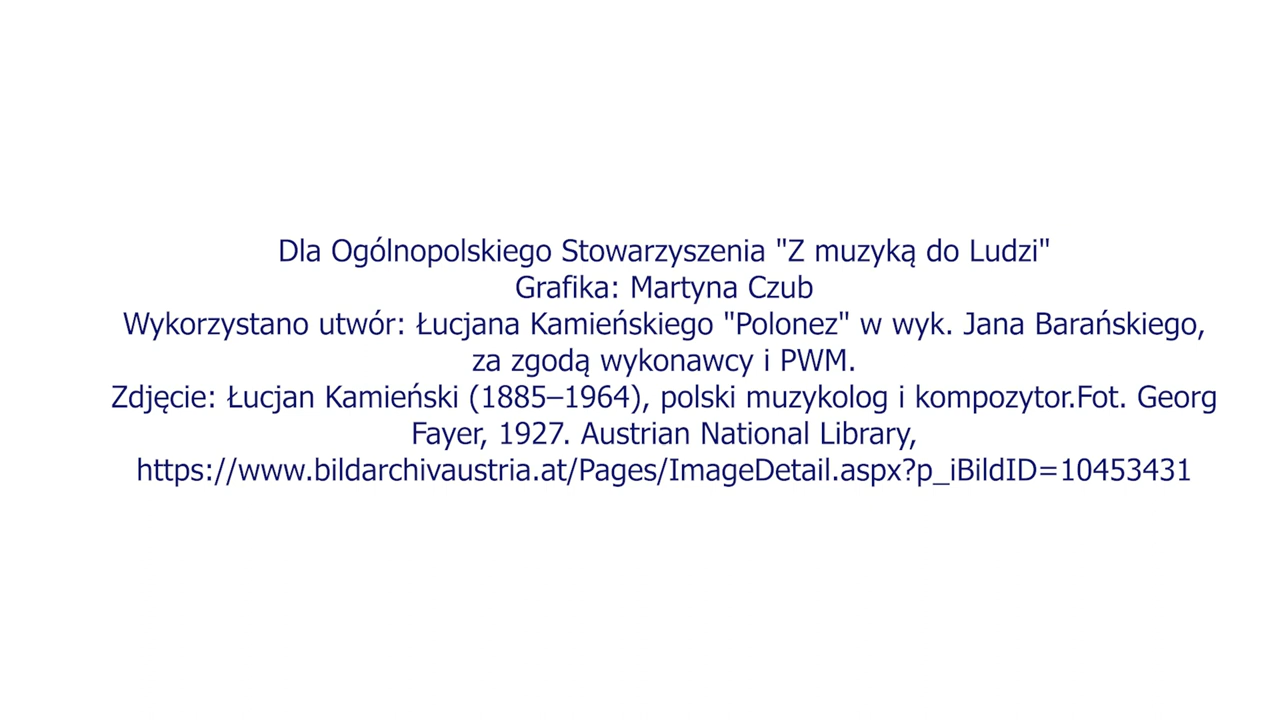 Dla Ogólnopolskiego Stowarzyszenia "Z muzyką do Ludzi"
Grafika: Martyna Czub
Wykorzystano utwór: Łucjana Kamieńskiego "Polonez" w wyk. Jana Barańskiego,
za zgodą wykonawcy i PWM.
Zdjęcie: Łucjan Kamieński (1885–1964), polski muzykolog i kompozytor.Fot. Georg
Fayer, 1927. Austrian National Library,
https://www.bildarchivaustria.at/Pages/ImageDetail.aspx?p_iBildID=10453431